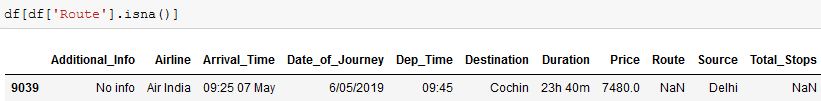 df[df['Route'].isna()]
Additional_Info Airline Arrival_Time Date_of_Journey Dep_Time Destination Duration Price Route Source Total_Stops
9039 No info Air India 09:25 07 May 6/05/2019 09:45 Cochin 23h 40m 7480.0 NaN Delhi NaN